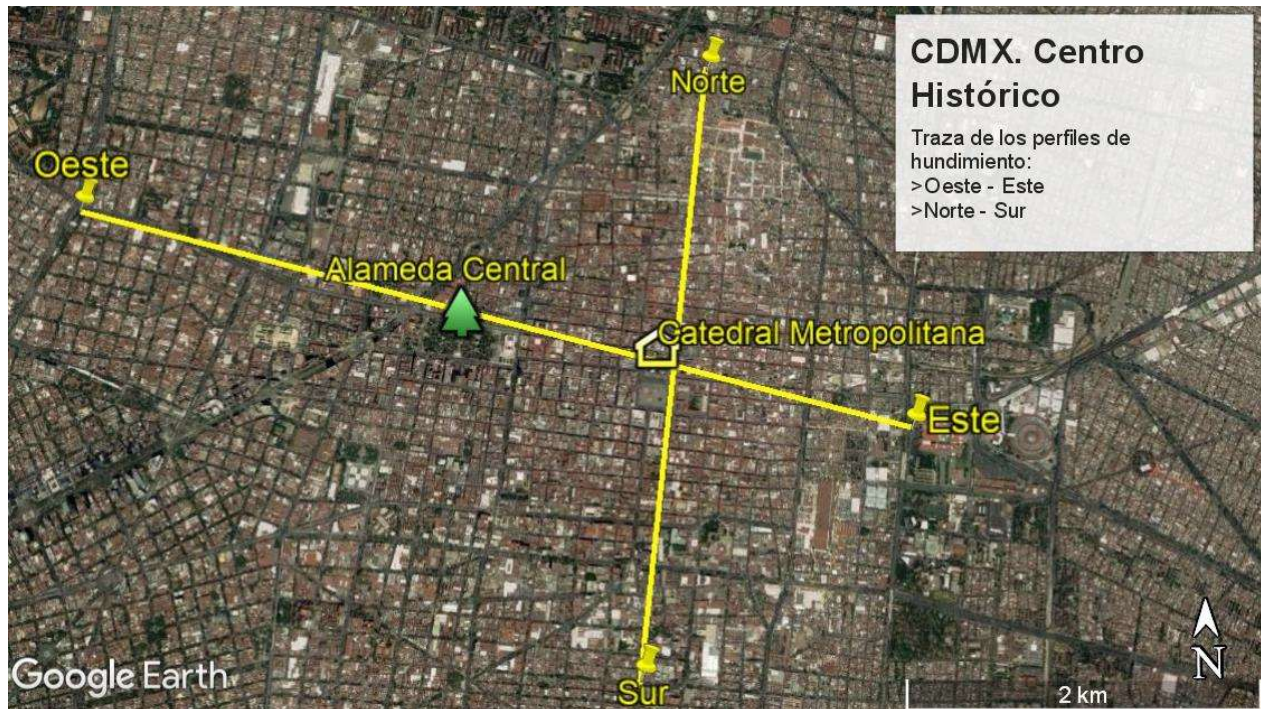 CDMX. Centro
Histórico
Traza de los perfiles de
hundimiento:
>Oeste - Este
>Norte - Sur
Norte
Oeste
Alameda Central
Catedral Metropolitana
Este
Sur
Google Earth
N
2 km